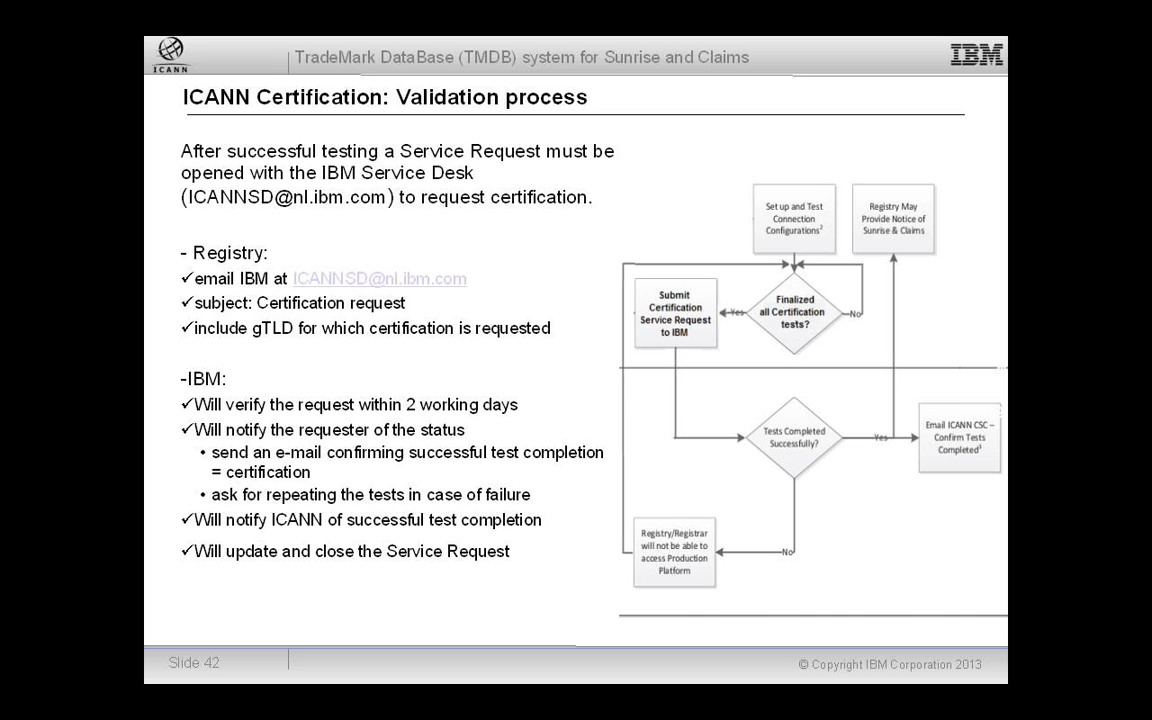 ICANN
TradeMark DataBase (TMDB) system for Sunrise and Claims
IBM
ICANN Certification: Validation process
After successful testing a Service Request must be
opened with the IBM Service Desk
(ICANNSD@nl.ibm.com) to request certification.
- Registry:
✓email IBM at ICANNSD@nl.ibm.com
✓subject: Certification request
✓include gTLD for which certification is requested
-IBM:
✓Will verify the request within 2 working days
✓Will notify the requester of the status
• send an e-mail confirming successful test completion
= certification
• ask for repeating the tests in case of failure
✓Will notify ICANN of successful test completion
✓Will update and close the Service Request
Set up and Test
Connection
Configurations²
Registry May
Provide Notice of
Sunrise & Claims
Submit
Certification
Service Request
to IBM
Yes
Finalized
all Certification
tests?
No
Tests Completed
Successfully?
Yes
Email ICANN CSC –
Confirm Tests
Completed³
Registry/Registrar
will not be able to
access Production
Platform
No
Slide 42
© Copyright IBM Corporation 2013